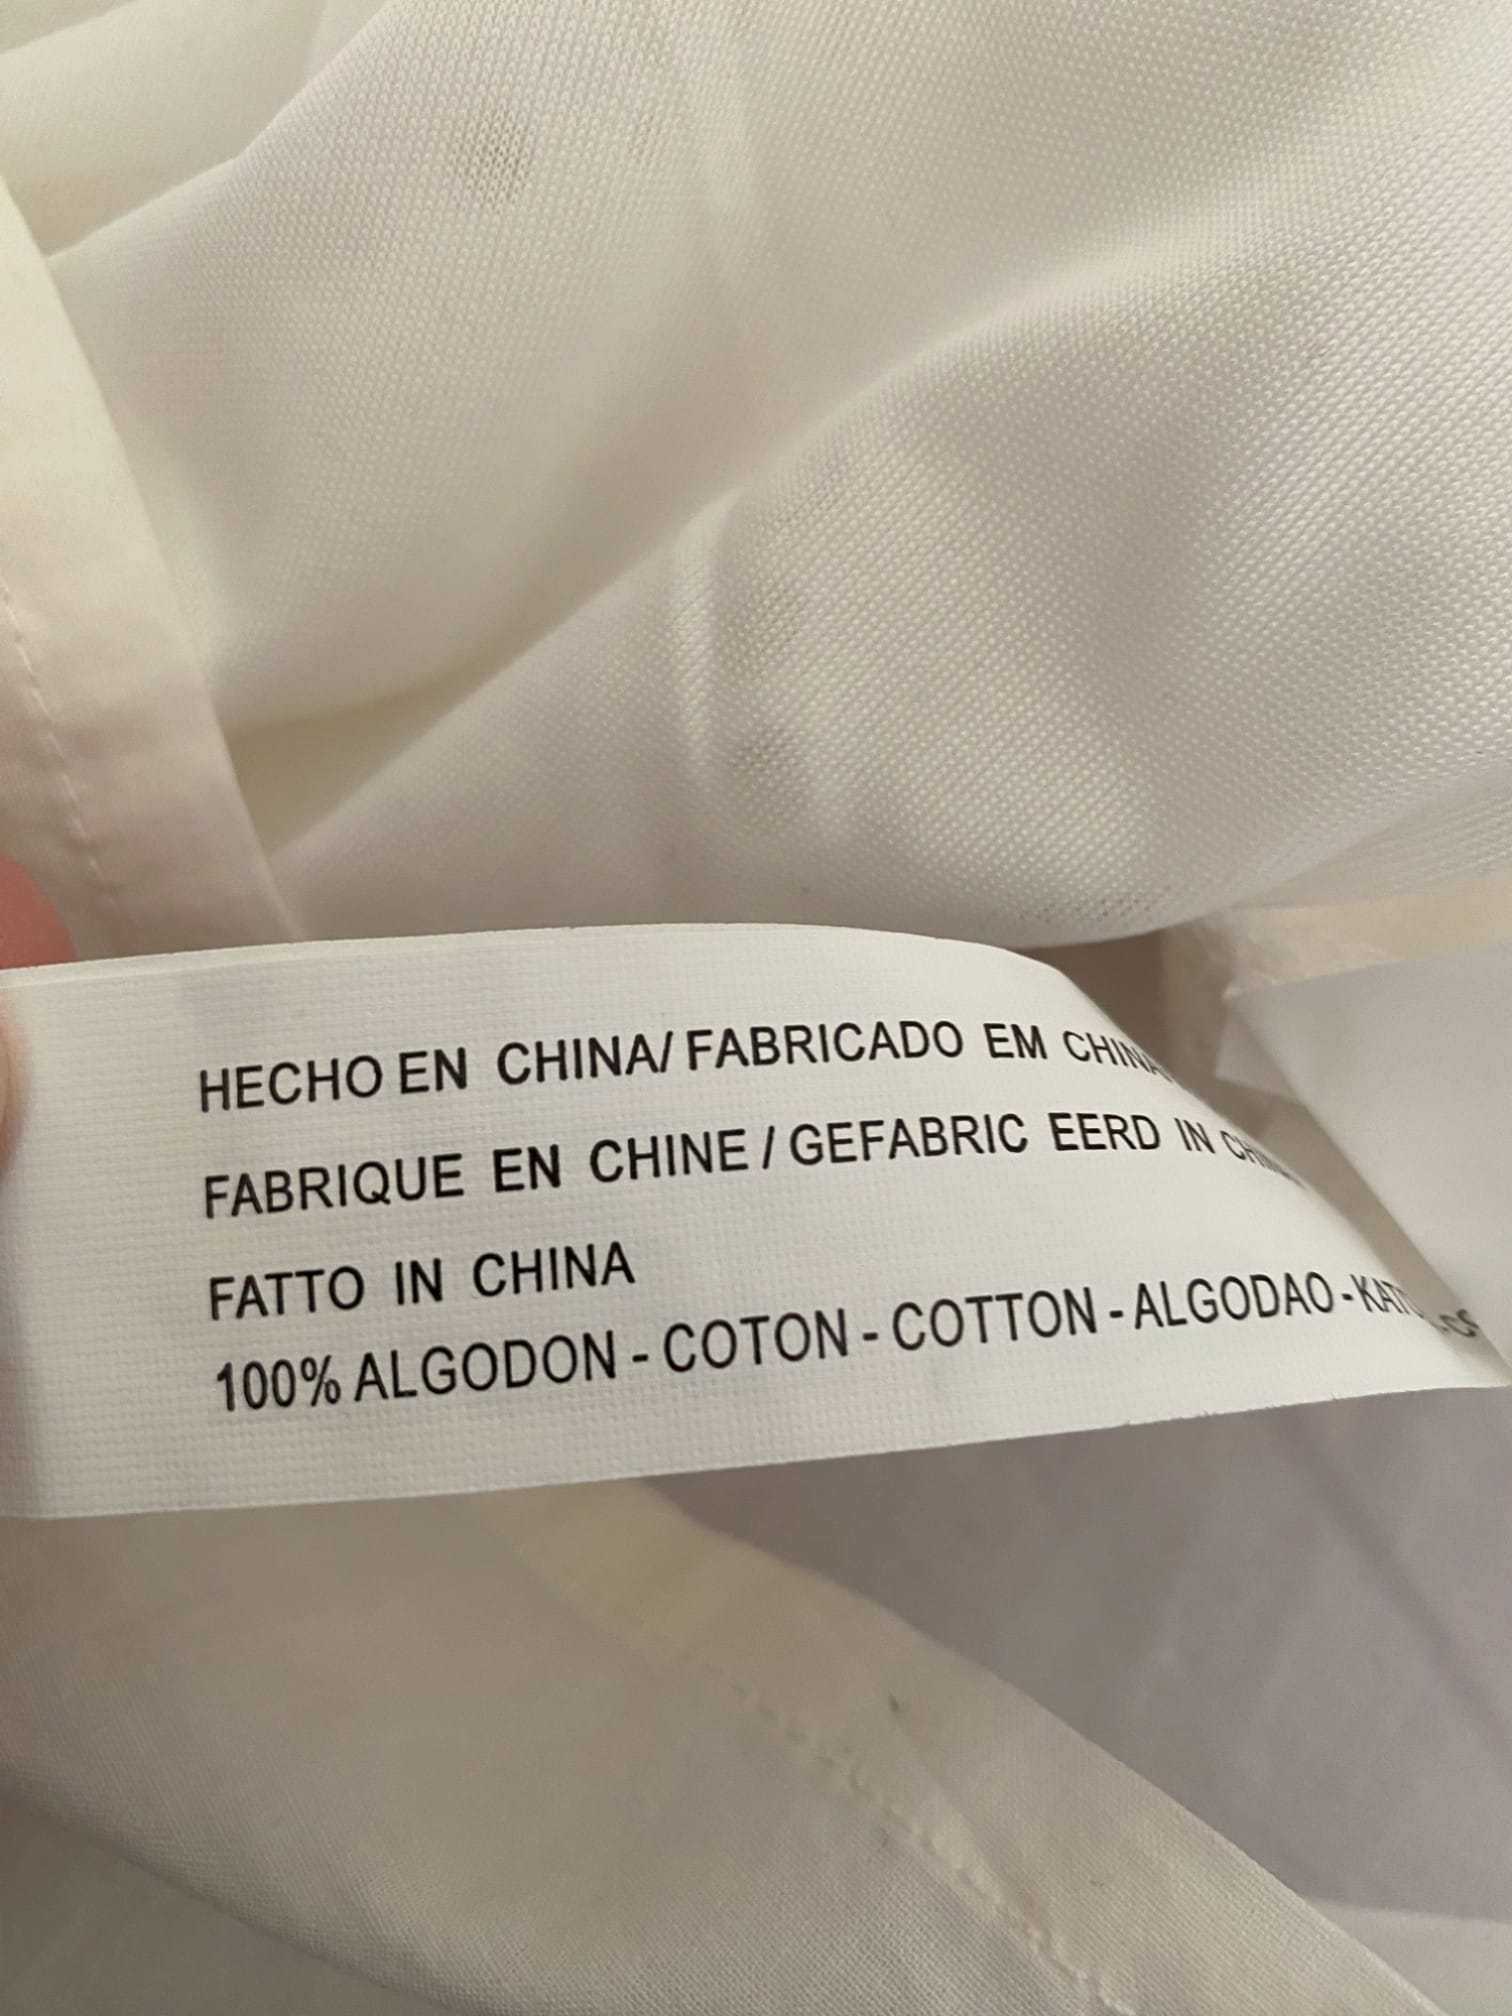 HECHO EN CHINA/ FABRICADO EM CHINA
FABRIQUE EN CHINE / GEFABRIC EERD IN
FATTO IN CHINA
100% ALGODON - COTON - COTTON - ALGODAO -